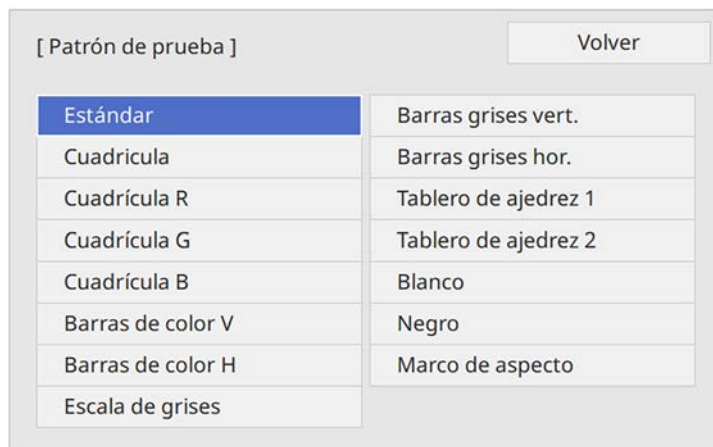 [ Patrón de prueba ]
Volver
Estándar
Cuadricula
Cuadrícula R
Cuadrícula G
Cuadrícula B
Barras de color V
Barras de color H
Escala de grises
Barras grises vert.
Barras grises hor.
Tablero de ajedrez 1
Tablero de ajedrez 2
Blanco
Negro
Marco de aspecto